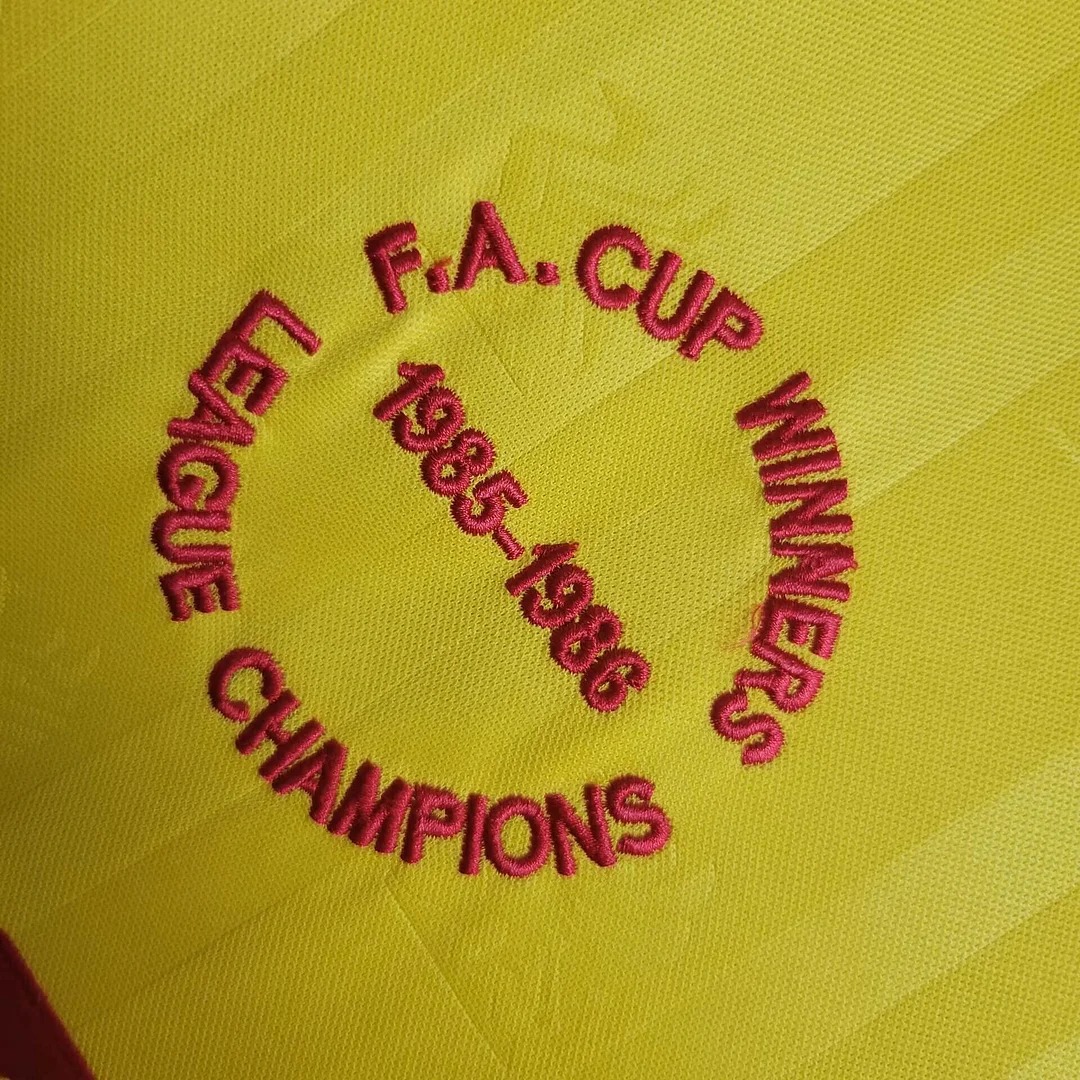 F.A. CUP WINNERS
1985-1986
LEAGUE CHAMPIONS